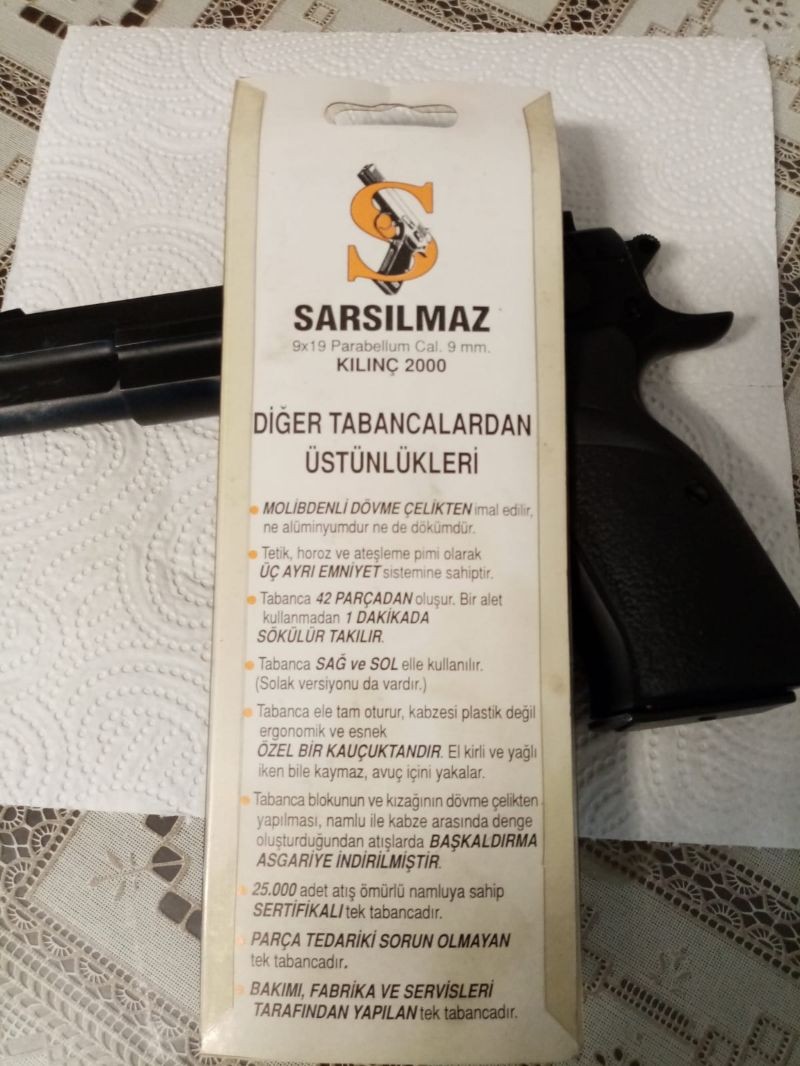 S
SARSILMAZ
9x19 Parabellum Cal. 9 mm.
KILINÇ 2000
DİĞER TABANCALARDAN
ÜSTÜNLÜKLERİ
MOLİBDENLİ DÖVME ÇELİKTEN imal edilir,
ne alüminyumdur ne de dökümdür.
Tetik, horoz ve ateşleme pimi olarak
ÜÇ AYRI EMNİYET sistemine sahiptir.
Tabanca 42 PARÇADAN oluşur. Bir alet
kullanmadan 1 DAKİKADA
SÖKÜLÜR TAKILIR.
Tabanca SAĞ ve SOL elle kullanılır.
(Solak versiyonu da vardır.)
Tabanca ele tam oturur, kabzesi plastik değil
ergonomik ve esnek
ÖZEL BİR KAUÇUKTANDIR. El kirli ve yağlı
iken bile kaymaz, avuç içini yakalar.
Tabanca blokunun ve kızağının dövme çelikten
yapılması, namlu ile kabze arasında denge
oluşturduğundan atışlarda BAŞKALDIRMA
ASGARİYE İNDİRİLMİŞTİR.
25.000 adet atış ömürlü namluya sahip
SERTİFİKALI tek tabancadır.
PARÇA TEDARİKİ SORUN OLMAYAN
tek tabancadır.
BAKIMI, FABRİKA VE SERVİSLERİ
TARAFINDAN YAPILAN tek tabancadır.